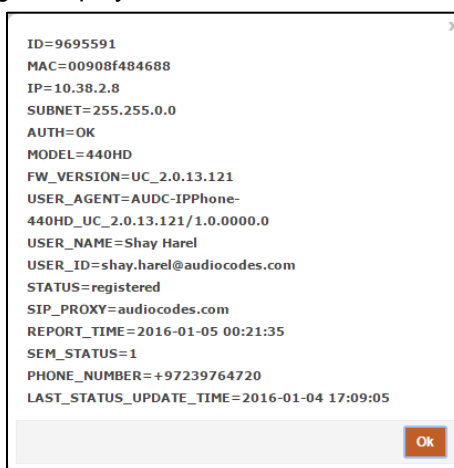 ID=9695591
MAC=00908f484688
IP=10.38.2.8
SUBNET=255.255.0.0
AUTH=OK
MODEL=440HD
FW_VERSION=UC_2.0.13.121
USER_AGENT=AUDC-IPPhone-
440HD_UC_2.0.13.121/1.0.0000.0
USER_NAME=Shay Harel
USER_ID=shay.harel@audiocodes.com
STATUS=registered
SIP_PROXY=audiocodes.com
REPORT_TIME=2016-01-05 00:21:35
SEM_STATUS=1
PHONE_NUMBER=+97239764720
LAST_STATUS_UPDATE_TIME=2016-01-04 17:09:05
Ok